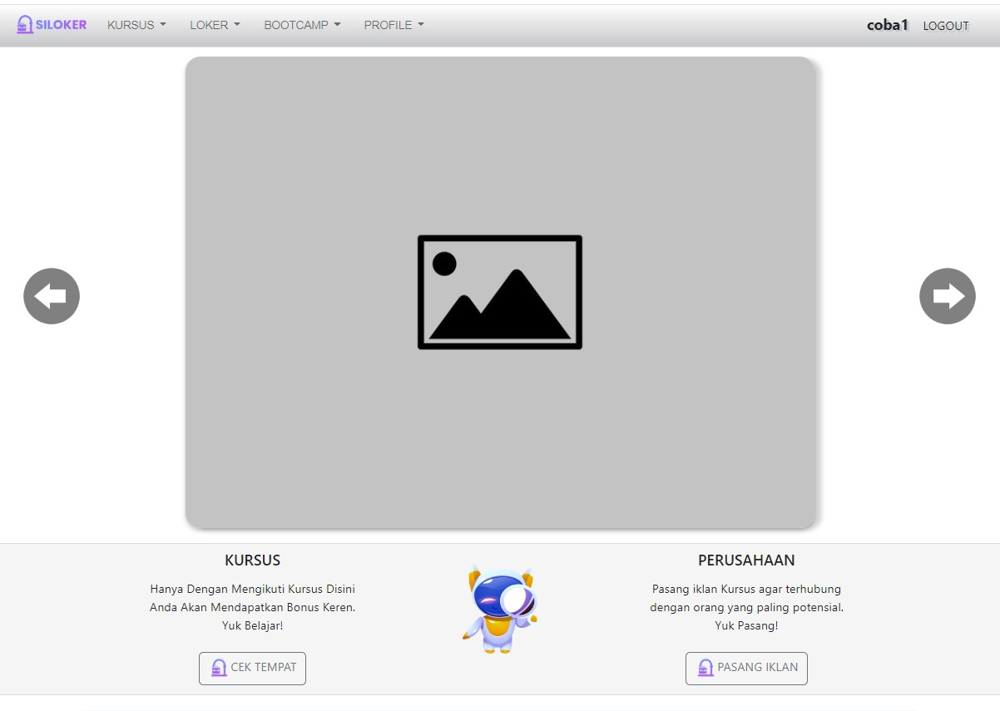 SILOKER KURSUS LOKER BOOTCAMP PROFILE coba1 LOGOUT
KURSUS
Hanya Dengan Mengikuti Kursus Disini
Anda Akan Mendapatkan Bonus Keren.
Yuk Belajar!
CEK TEMPAT
PERUSAHAAN
Pasang iklan Kursus agar terhubung
dengan orang yang paling potensial.
Yuk Pasang!
PASANG IKLAN